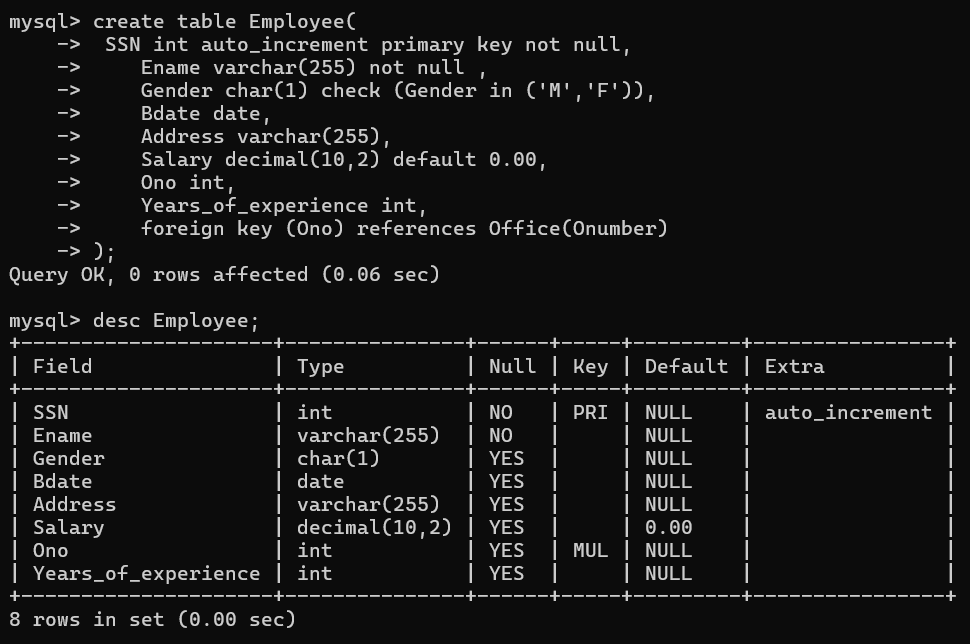 mysql> create table Employee(
    ->  SSN int auto_increment primary key not null,
    ->     Ename varchar(255) not null ,
    ->     Gender char(1) check (Gender in ('M','F')),
    ->     Bdate date,
    ->     Address varchar(255),
    ->     Salary decimal(10,2) default 0.00,
    ->     Ono int,
    ->     Years_of_experience int,
    ->     foreign key (Ono) references Office(Onumber)
    -> );
Query OK, 0 rows affected (0.06 sec)

mysql> desc Employee;
+---------------------+---------------+------+-----+---------+----------------+
| Field               | Type          | Null | Key | Default | Extra          |
+---------------------+---------------+------+-----+---------+----------------+
| SSN                 | int           | NO   | PRI | NULL    | auto_increment |
| Ename               | varchar(255)  | NO   |     | NULL    |                |
| Gender              | char(1)       | YES  |     | NULL    |                |
| Bdate               | date          | YES  |     | NULL    |                |
| Address             | varchar(255)  | YES  |     | NULL    |                |
| Salary              | decimal(10,2) | YES  |     | 0.00    |                |
| Ono                 | int           | YES  | MUL | NULL    |                |
| Years_of_experience | int           | YES  |     | NULL    |                |
+---------------------+---------------+------+-----+---------+----------------+
8 rows in set (0.00 sec)